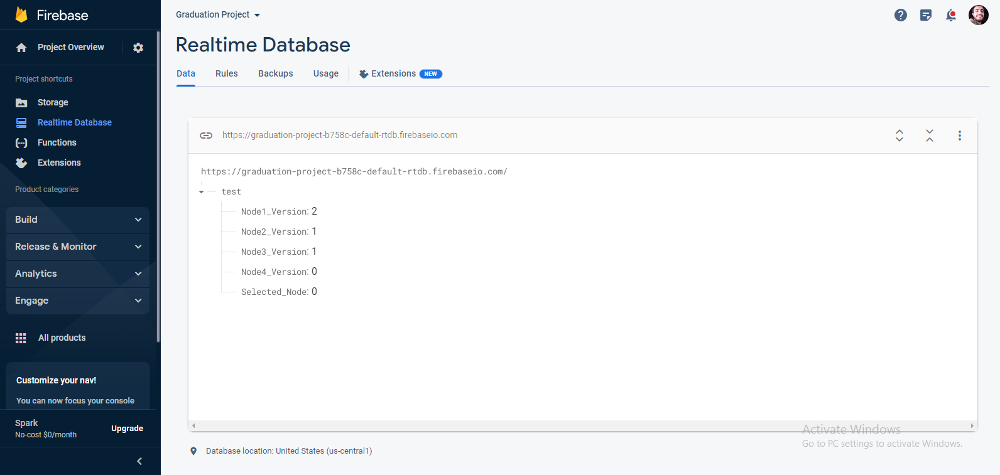 Firebase
Project Overview
Project shortcuts
Storage
Realtime Database
Functions
Extensions
Product categories
Build
Release & Monitor
Analytics
Engage
All products
Customize your nav!
You can now focus your console
Spark
No-cost $0/month
Upgrade
Graduation Project
Realtime Database
Data Rules Backups Usage Extensions NEW
https://graduation-project-b758c-default-rtdb.firebaseio.com
https://graduation-project-b758c-default-rtdb.firebaseio.com/
test
Node1_Version: 2
Node2_Version: 1
Node3_Version: 1
Node4_Version: 0
Selected_Node: 0
Database location: United States (us-central1)
Activate Windows
Go to PC settings to activate Windows.